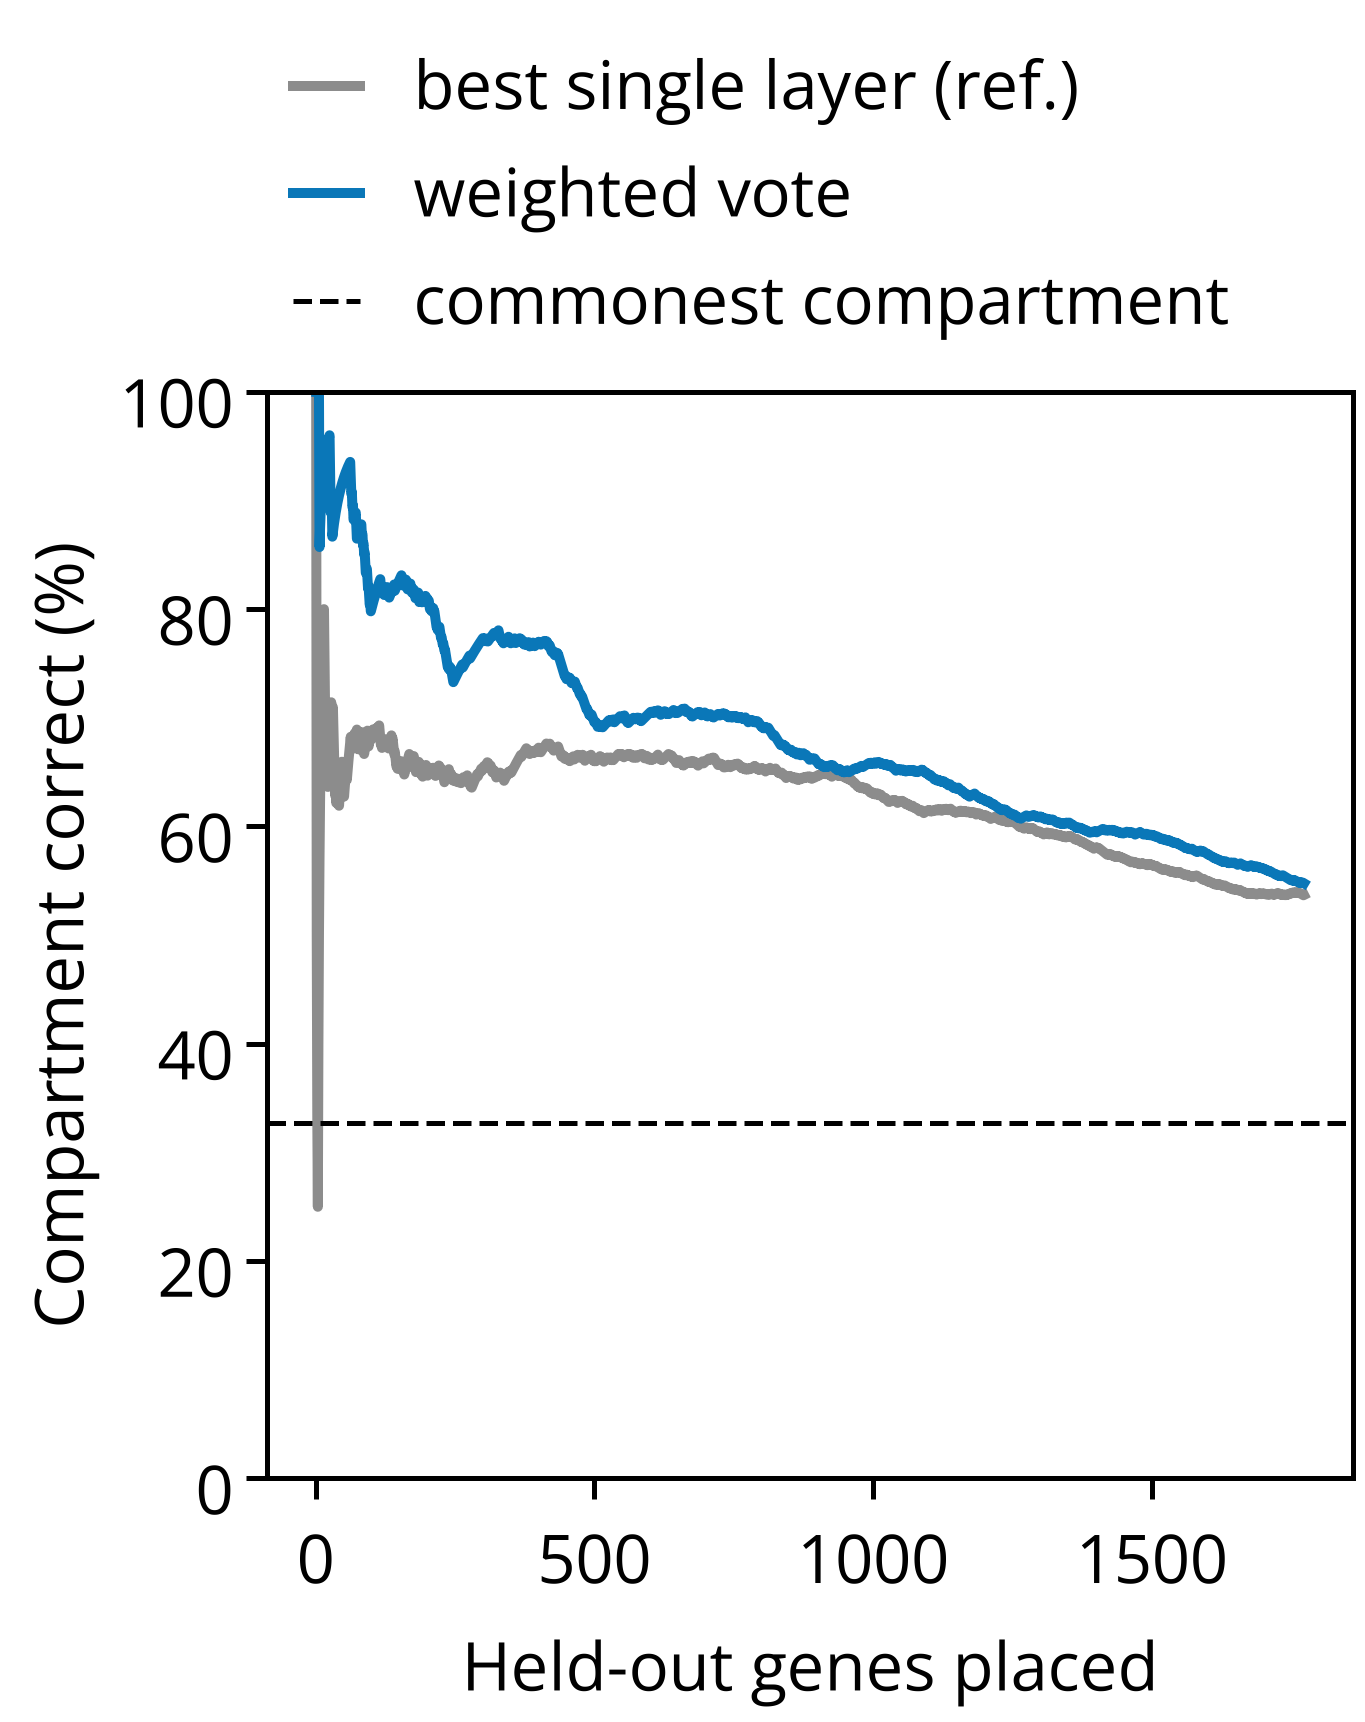 best single layer (ref.)
weighted vote
commonest compartment
100
80
60
40
20
0
Compartment correct (%)
0 500 1000 1500
Held-out genes placed